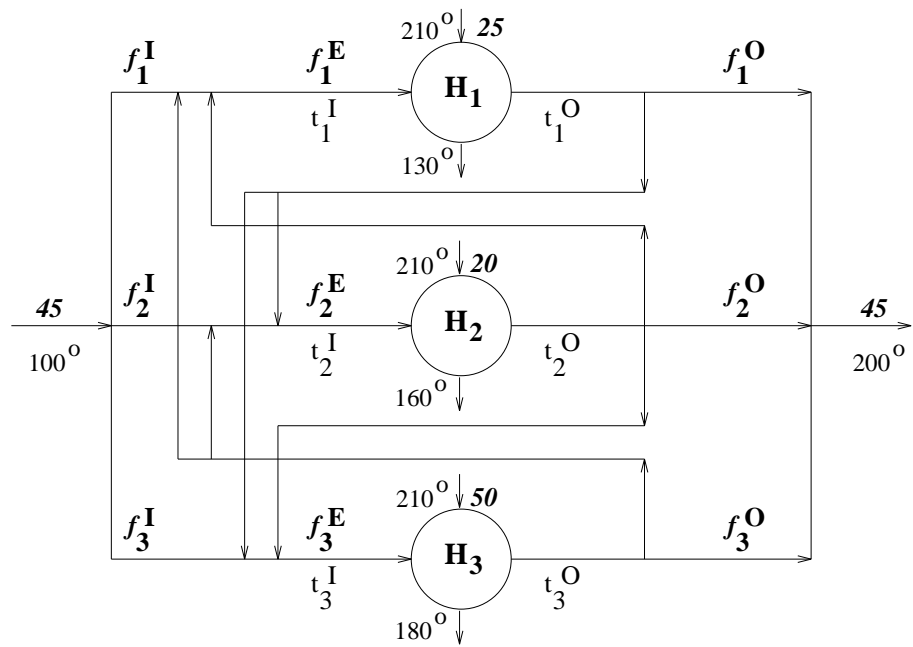 210° 25
f₁ᴵ f₁ᴱ H₁ f₁ᴼ
t₁ᴵ t₁ᴼ
130°
210° 20
45 f₂ᴵ f₂ᴱ H₂ f₂ᴼ 45
100° t₂ᴵ t₂ᴼ 200°
160°
210° 50
f₃ᴵ f₃ᴱ H₃ f₃ᴼ
t₃ᴵ t₃ᴼ
180°